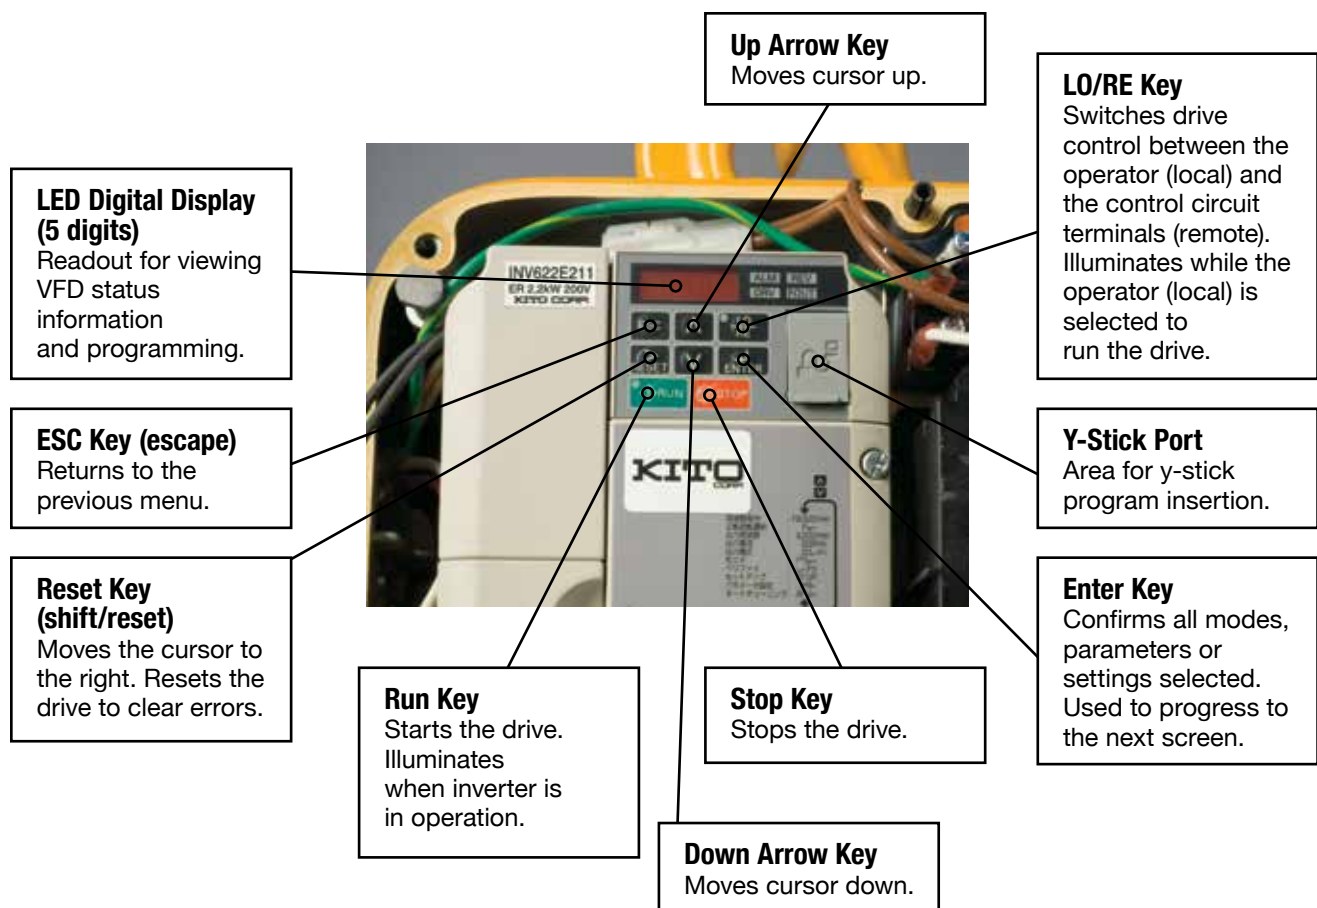 Up Arrow Key
Moves cursor up.
LO/RE Key
Switches drive
control between the
operator (local) and
the control circuit
terminals (remote).
Illuminates while the
operator (local) is
selected to
run the drive.
LED Digital Display
(5 digits)
Readout for viewing
VFD status
information
and programming.
INV622E211
ER 2.2kW 200V
KITO CORP.
ALM REV
DRV FOUT
ESC Key (escape)
Returns to the
previous menu.
ENTER
RUN
STOP
Y-Stick Port
Area for y-stick
program insertion.
KITO
CORP.
Reset Key
(shift/reset)
Moves the cursor to
the right. Resets the
drive to clear errors.
Enter Key
Confirms all modes,
parameters or
settings selected.
Used to progress to
the next screen.
Run Key
Starts the drive.
Illuminates
when inverter is
in operation.
Stop Key
Stops the drive.
Down Arrow Key
Moves cursor down.